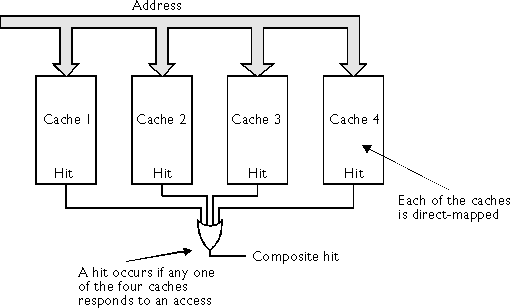 Address
Cache 1
Cache 2
Cache 3
Cache 4
Hit
Hit
Hit
Hit
Each of the caches
is direct-mapped
Composite hit
A hit occurs if any one
of the four caches
responds to an access